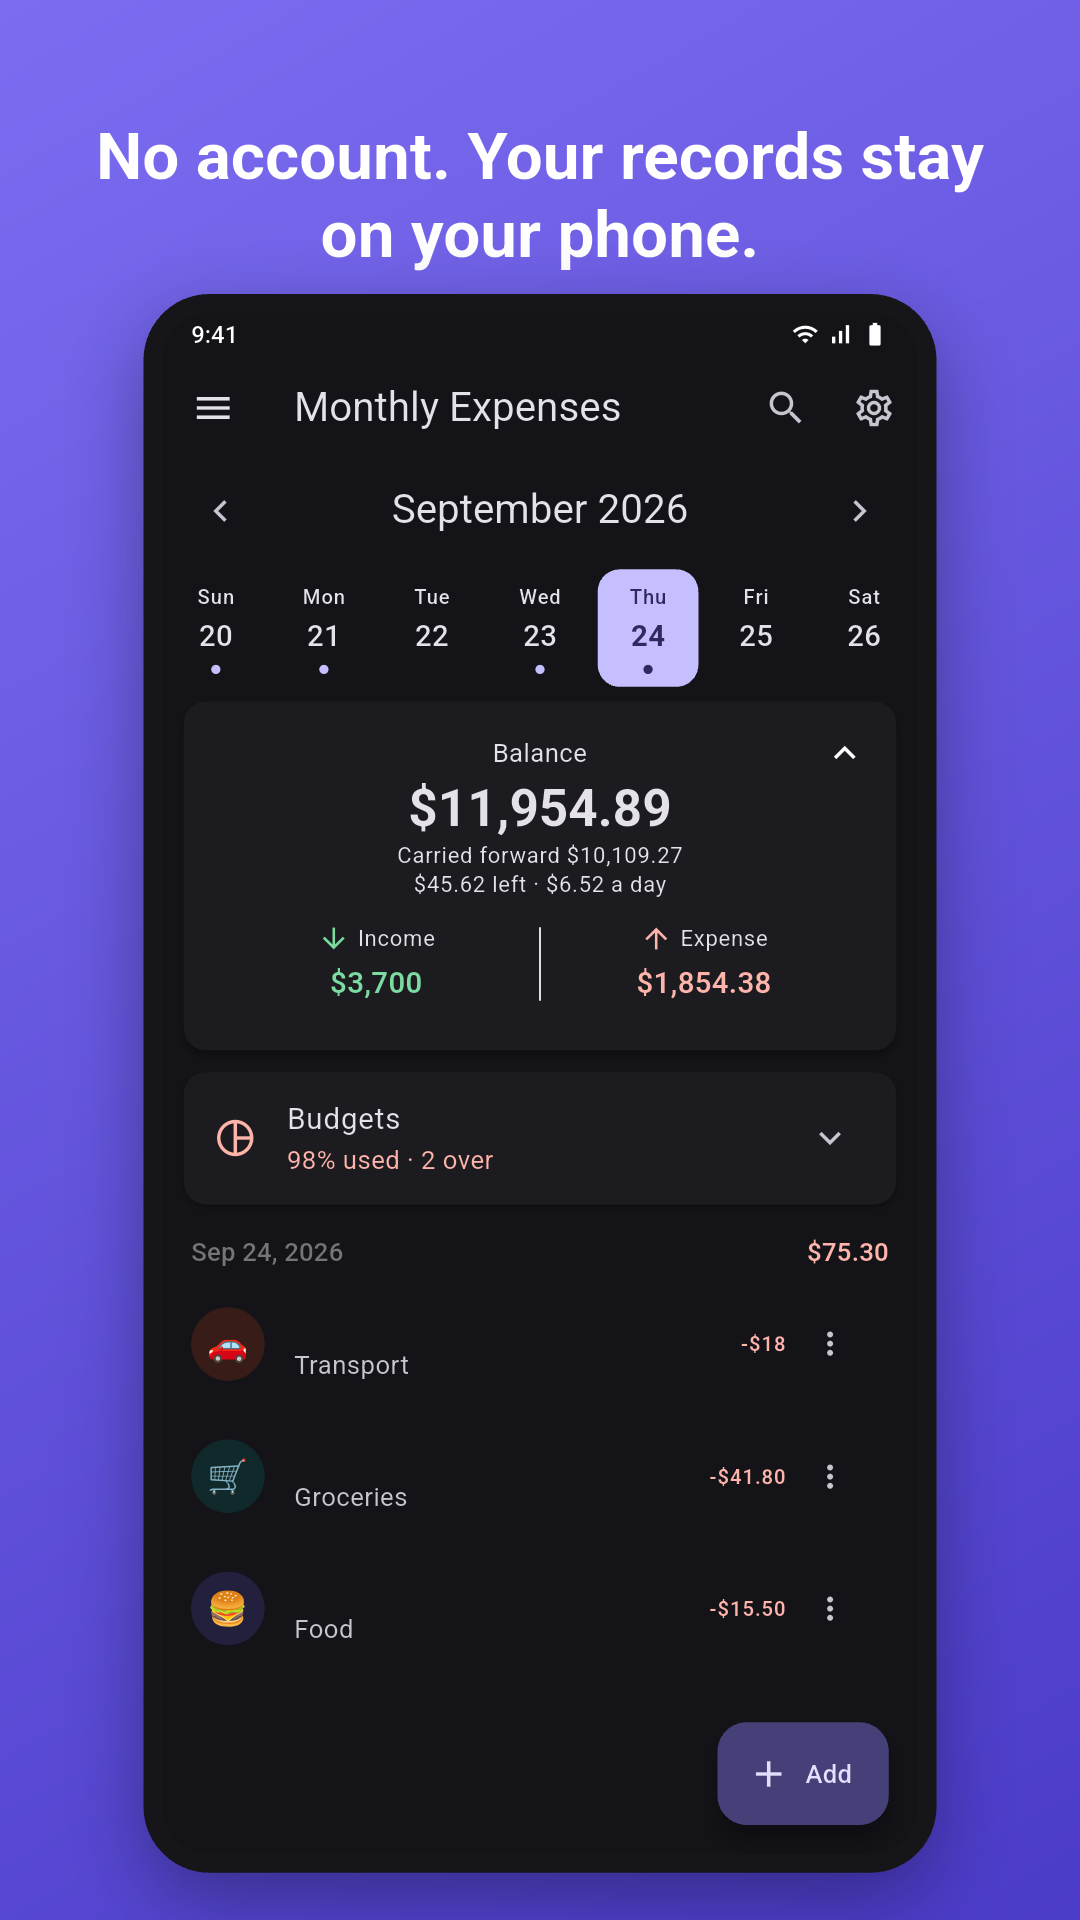 No account. Your records stay
on your phone.
9:41
Monthly Expenses
September 2026
Sun Mon Tue Wed Thu Fri Sat
20 21 22 23 24 25 26
Balance
$11,954.89
Carried forward $10,109.27
$45.62 left · $6.52 a day
Income Expense
$3,700 $1,854.38
Budgets
98% used · 2 over
Sep 24, 2026 $75.30
-$18
Transport
-$41.80
Groceries
-$15.50
Food
Add